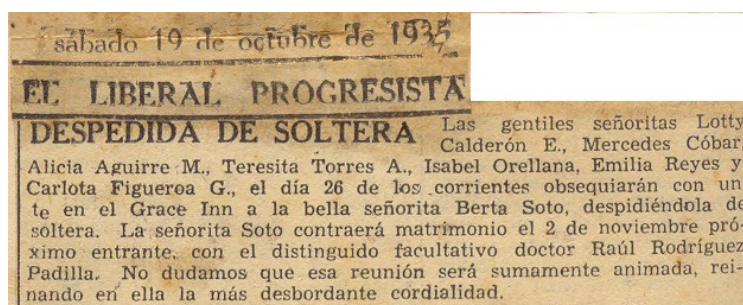 sábado 19 de octubre de 1935
EL LIBERAL PROGRESISTA
DESPEDIDA DE SOLTERA Las gentiles señoritas Lotty
Calderón E., Mercedes Cóbar,
Alicia Aguirre M., Teresita Torres A., Isabel Orellana, Emilia Reyes y
Carlota Figueroa G., el día 26 de los corrientes obsequiarán con un
te en el Grace Inn a la bella señorita Berta Soto, despidiéndola de
soltera. La señorita Soto contraerá matrimonio el 2 de noviembre pró-
ximo entrante, con el distinguido facultativo doctor Raúl Rodríguez
Padilla. No dudamos que esa reunión será sumamente animada, rei-
nando en ella la más desbordante cordialidad.